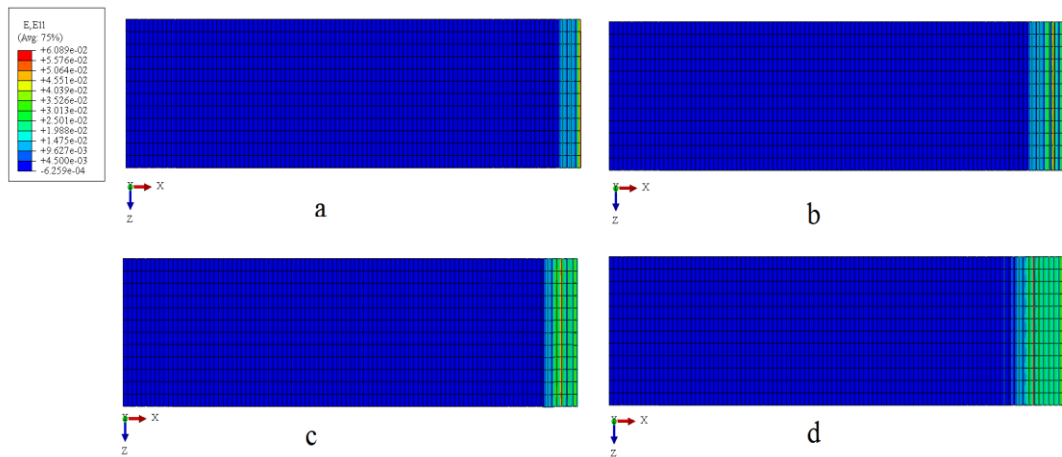 E, E11
(Avg: 75%)
+6.089e-02
+5.576e-02
+5.064e-02
+4.551e-02
+4.039e-02
+3.526e-02
+3.013e-02
+2.501e-02
+1.988e-02
+1.475e-02
+9.627e-03
+4.500e-03
-6.259e-04
Y X
Z
a
Y X
Z
b
Y X
Z
c
Y X
Z
d